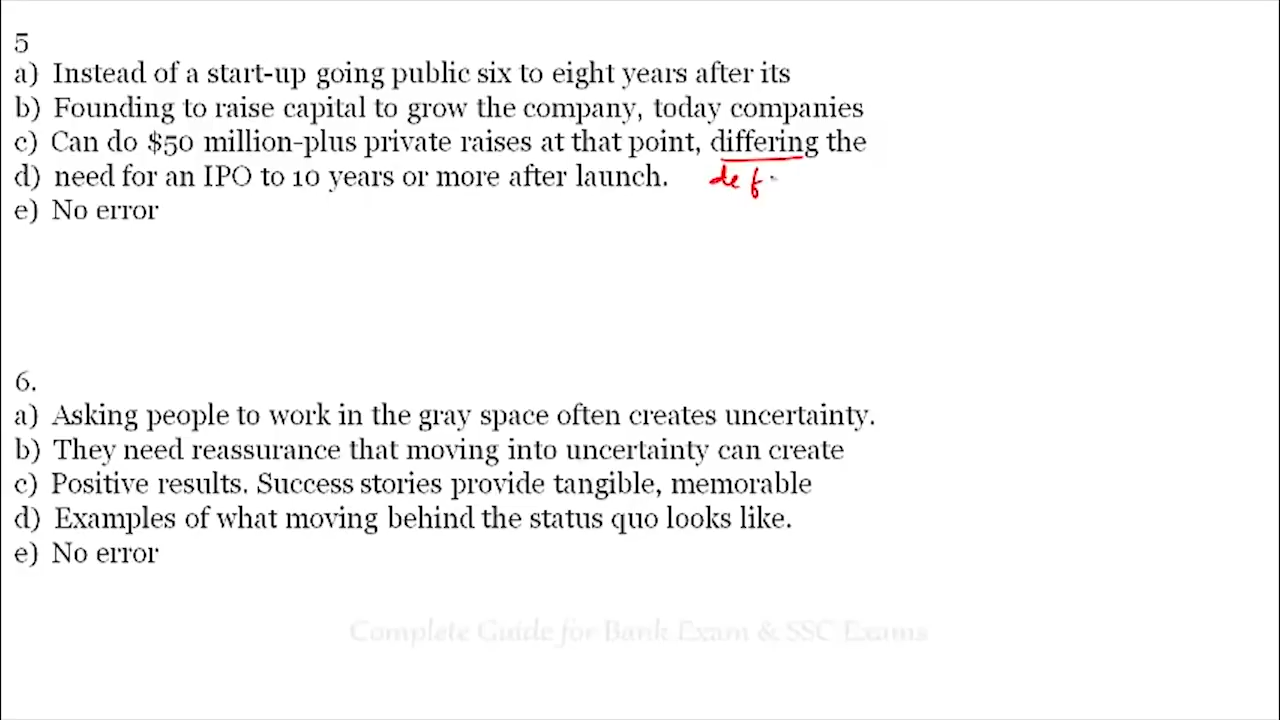 5
a) Instead of a start-up going public six to eight years after its
b) Founding to raise capital to grow the company, today companies
c) Can do $50 million-plus private raises at that point, differing the
d) need for an IPO to 10 years or more after launch.
def
e) No error
6.
a) Asking people to work in the gray space often creates uncertainty.
b) They need reassurance that moving into uncertainty can create
c) Positive results. Success stories provide tangible, memorable
d) Examples of what moving behind the status quo looks like.
e) No error
Complete Guide for Bank Exam & SSC Exams